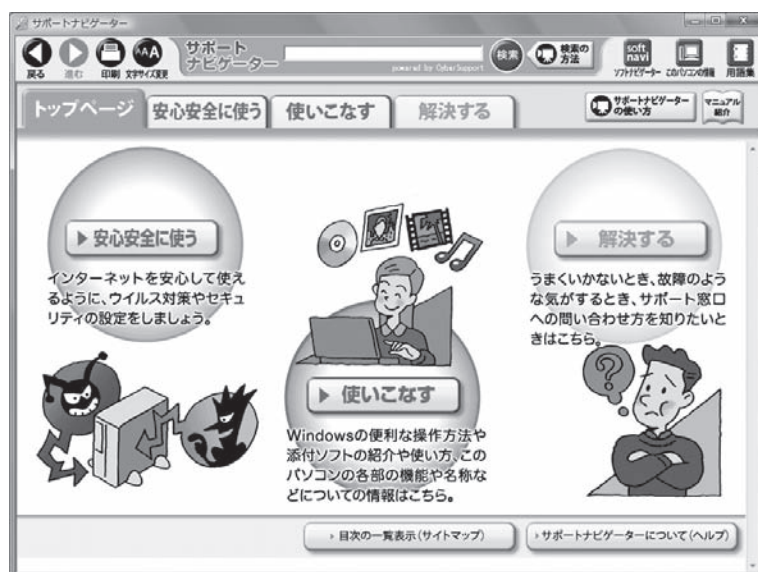 サポートナビゲーター
戻る 進む 印刷 文字サイズ変更
サポート
ナビゲーター
powered by CyberSupport
検索
検索の
方法
soft
navi
ソフトナビゲーター このパソコンの情報 用語集
トップページ 安心安全に使う 使いこなす 解決する
サポートナビゲーター
の使い方
マニュアル
紹介
安心安全に使う
インターネットを安心して使え
るように、ウイルス対策やセキュ
リティの設定をしましょう。
使いこなす
Windowsの便利な操作方法や
添付ソフトの紹介や使い方、この
パソコンの各部の機能や名称な
どについての情報はこちら。
解決する
うまくいかないとき、故障のよう
な気がするとき、サポート窓口
への問い合わせ方を知りたいと
きはこちら。
?
目次の一覧表示(サイトマップ) サポートナビゲーターについて(ヘルプ)